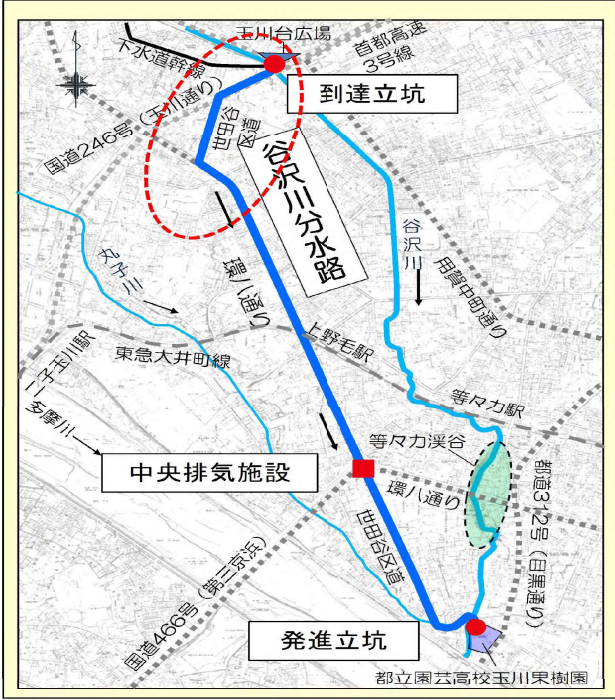 玉川台広場
下水道幹線
首都高速
3号線
到達立坑
国道246号（玉川通り）
世田谷
区道
谷沢川分水路
谷沢川
丸子川
環八通り
用賀中町通り
上野毛駅
東急大井町線
二子玉川駅
多摩川
等々力駅
等々力渓谷
中央排気施設
環八通り
都道312号（目黒通り）
世田谷区道
国道466号（第三京浜）
発進立坑
都立園芸高校玉川果樹園